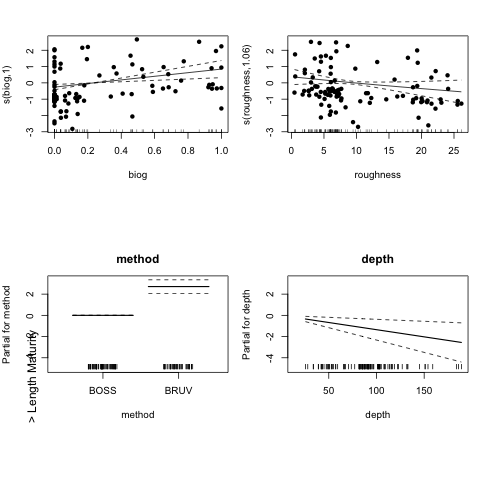 s(biog,1)
2
1
0
-1
-3
0.0 0.2 0.4 0.6 0.8 1.0
biog
s(roughness,1.06)
2
1
0
-1
-3
0 5 10 15 20 25
roughness
method
Partial for method
2
0
-2
-4
BOSS BRUV
method
depth
Partial for depth
2
0
-2
-4
50 100 150
depth
> Length Maturity